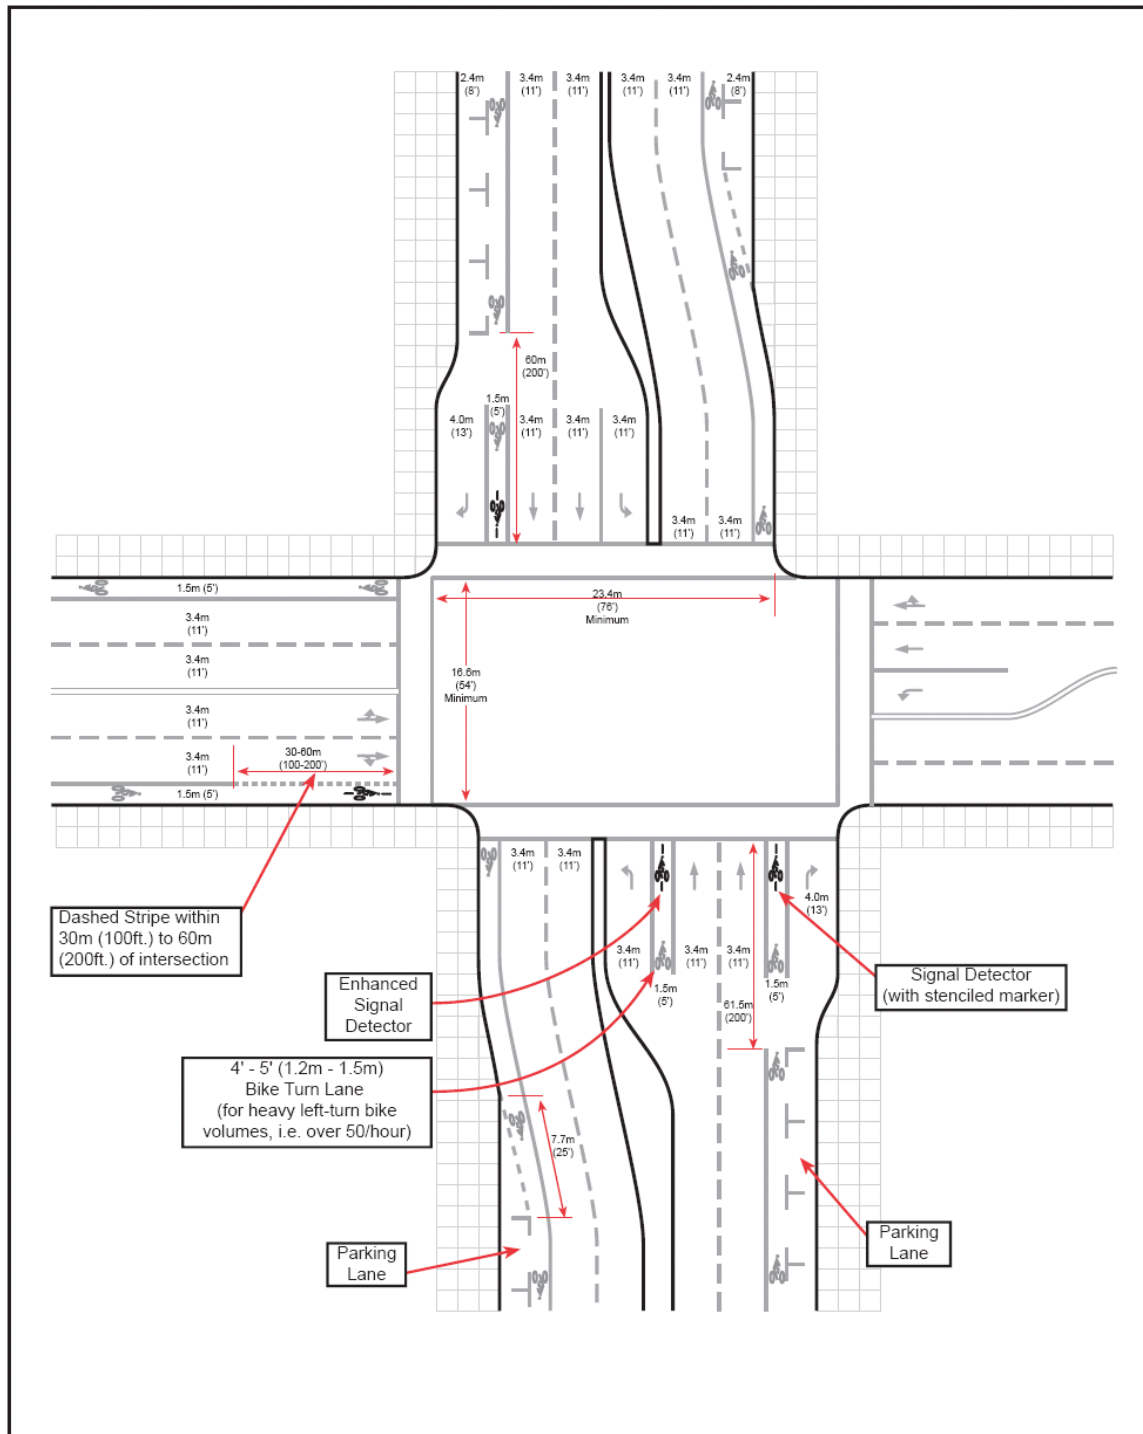 2.4m 3.4m 3.4m 3.4m 3.4m 2.4m
(8') (11') (11') (11') (11') (8')
60m
(200')
1.5m
(5')
4.0m 3.4m 3.4m 3.4m
(13') (11') (11') (11')
3.4m 3.4m
(11') (11')
1.5m (5')
23.4m
(76')
Minimum
3.4m
(11')
3.4m
(11')
16.6m
(54')
Minimum
3.4m
(11')
3.4m
(11')
30-60m
(100-200')
1.5m (5')
3.4m 3.4m
(11') (11')
4.0m
(13')
3.4m 3.4m 3.4m
(11') (11') (11')
1.5m
(5')
1.5m
(5')
61.5m
(200')
Dashed Stripe within
30m (100ft.) to 60m
(200ft.) of intersection
Enhanced
Signal
Detector
Signal Detector
(with stenciled marker)
4' - 5' (1.2m - 1.5m)
Bike Turn Lane
(for heavy left-turn bike
volumes, i.e. over 50/hour)
7.7m
(25')
Parking
Lane
Parking
Lane